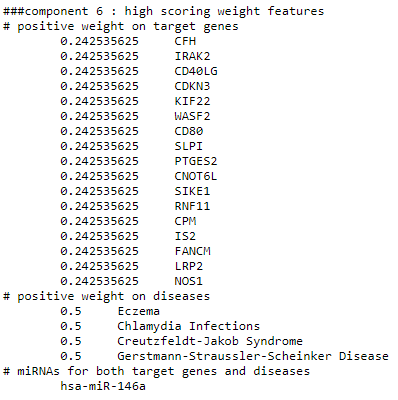 ###component 6 : high scoring weight features
# positive weight on target genes
0.242535625 CFH
0.242535625 IRAK2
0.242535625 CD40LG
0.242535625 CDKN3
0.242535625 KIF22
0.242535625 WASF2
0.242535625 CD80
0.242535625 SLPI
0.242535625 PTGES2
0.242535625 CNOT6L
0.242535625 SIKE1
0.242535625 RNF11
0.242535625 CPM
0.242535625 IS2
0.242535625 FANCM
0.242535625 LRP2
0.242535625 NOS1
# positive weight on diseases
0.5 Eczema
0.5 Chlamydia Infections
0.5 Creutzfeldt-Jakob Syndrome
0.5 Gerstmann-Straussler-Scheinker Disease
# miRNAs for both target genes and diseases
hsa-miR-146a